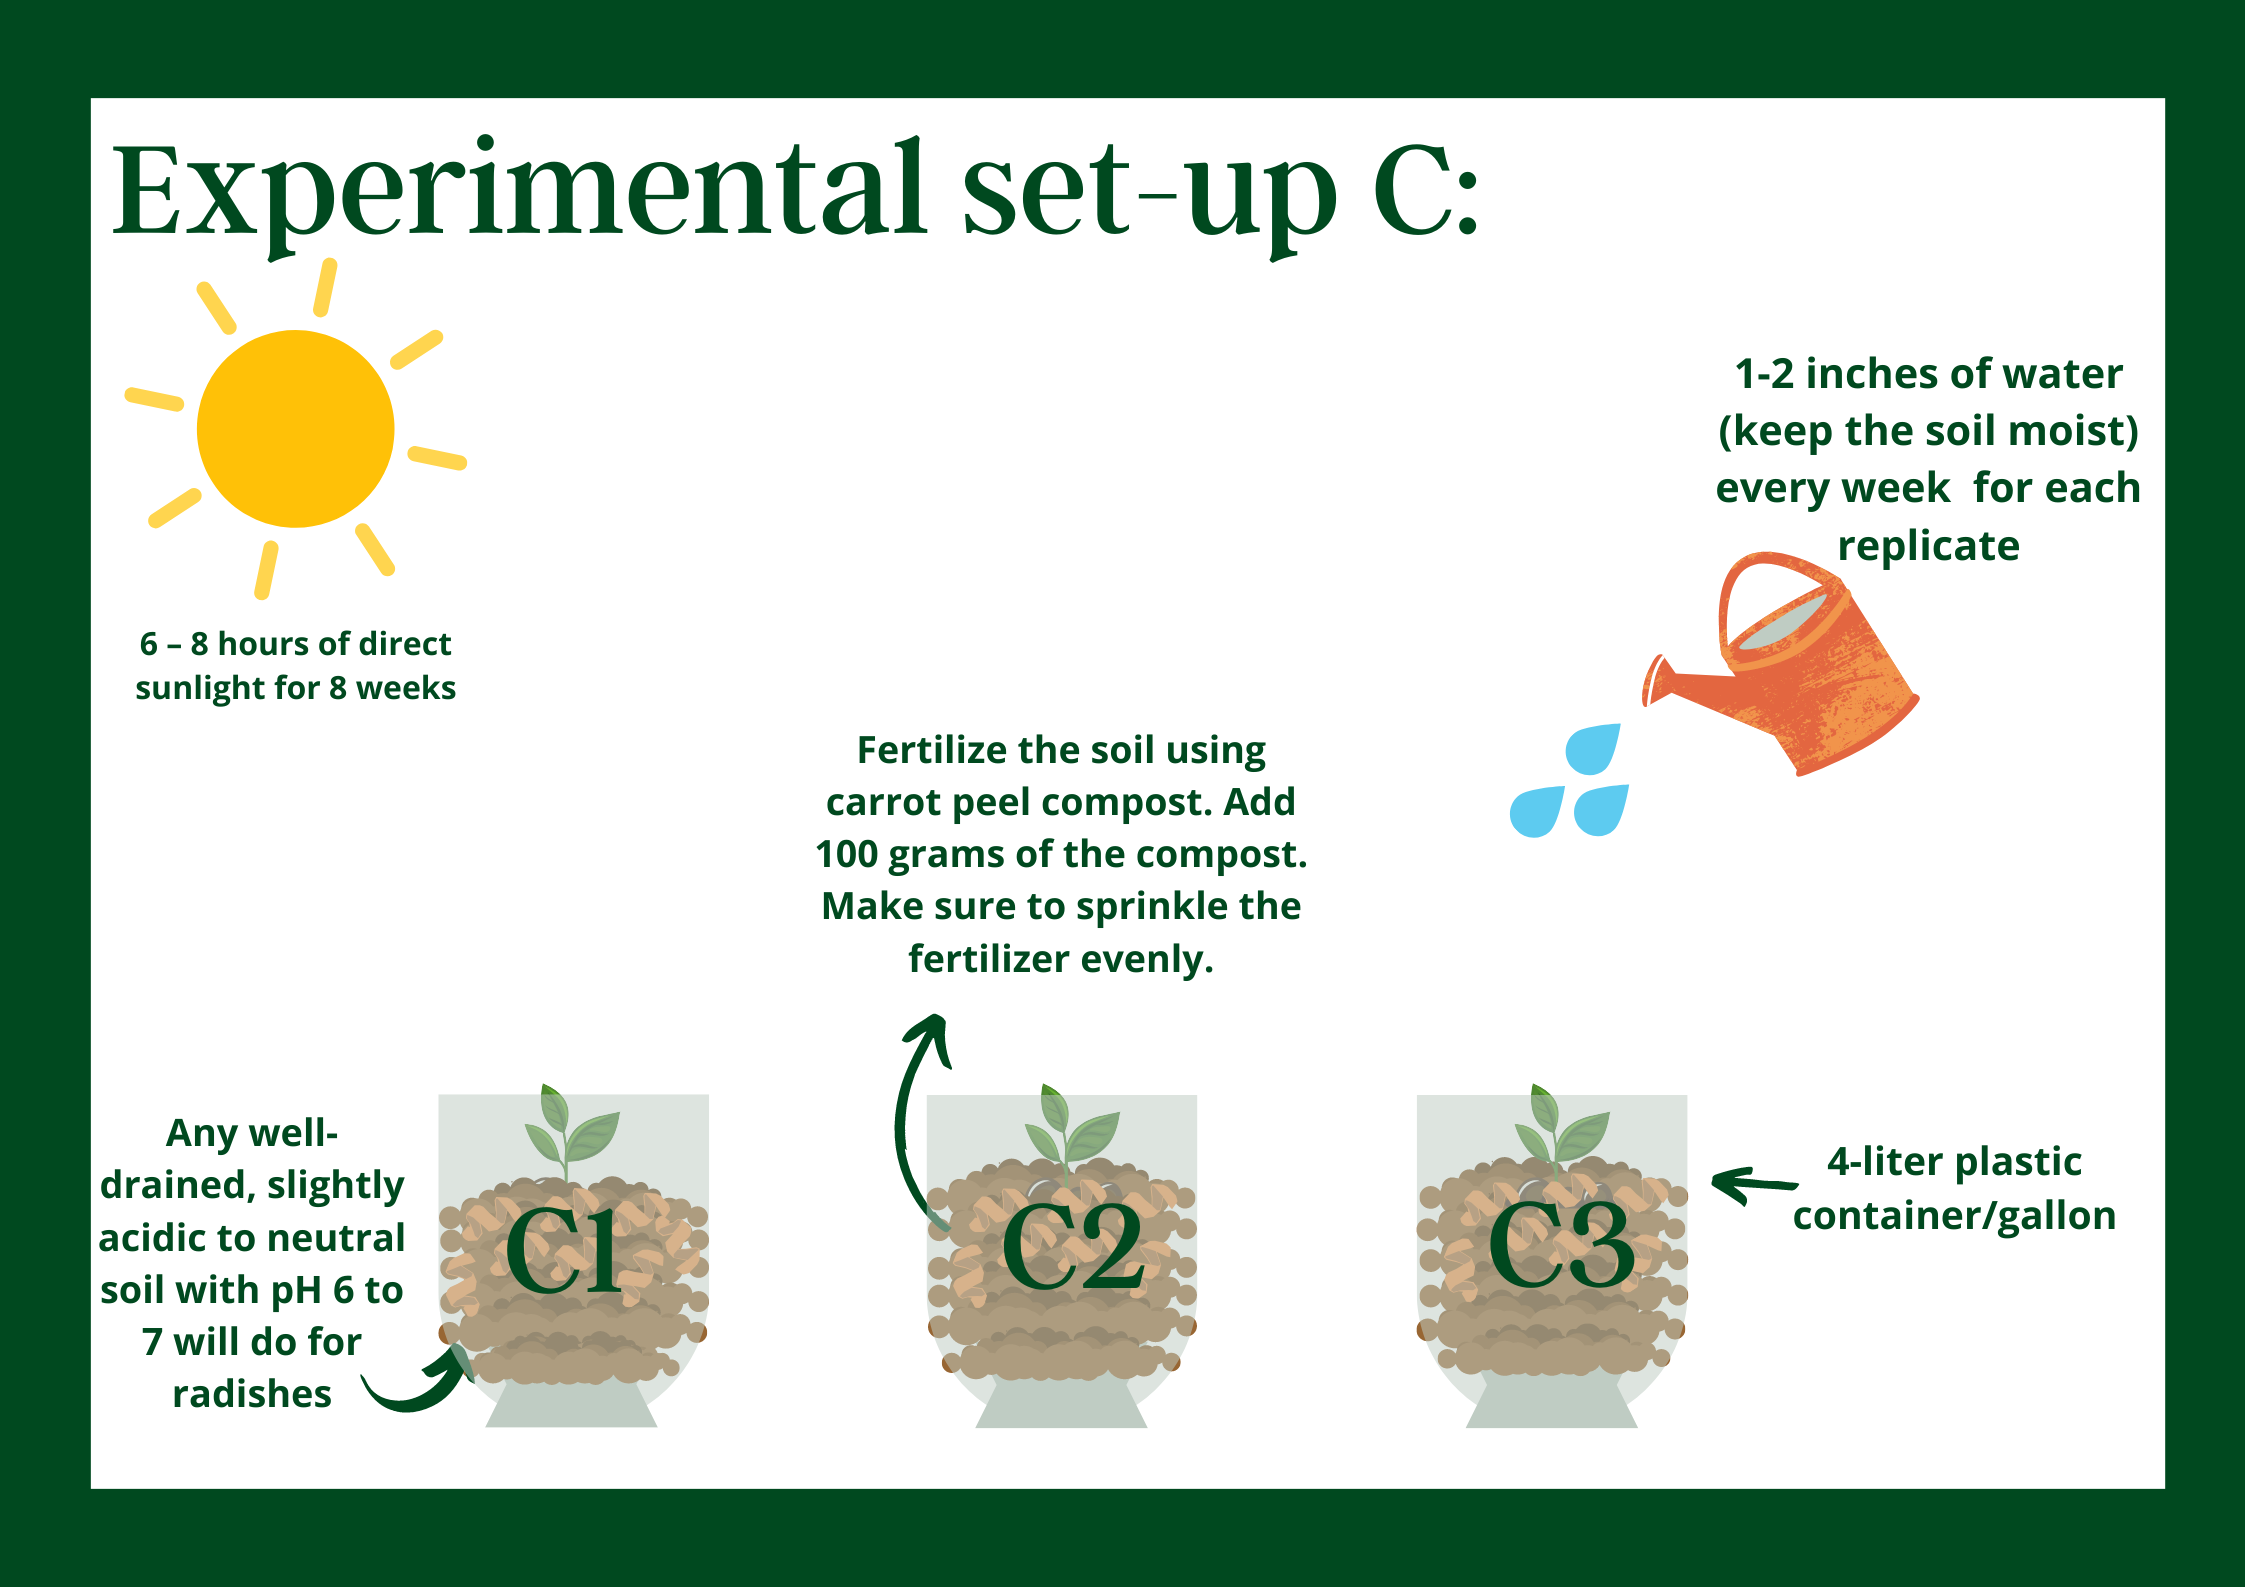 Experimental set-up C:
6 – 8 hours of direct
sunlight for 8 weeks
1-2 inches of water
(keep the soil moist)
every week  for each
replicate
Fertilize the soil using
carrot peel compost. Add
100 grams of the compost.
Make sure to sprinkle the
fertilizer evenly.
Any well-
drained, slightly
acidic to neutral
soil with pH 6 to
7 will do for
radishes
C1
C2
C3
4-liter plastic
container/gallon